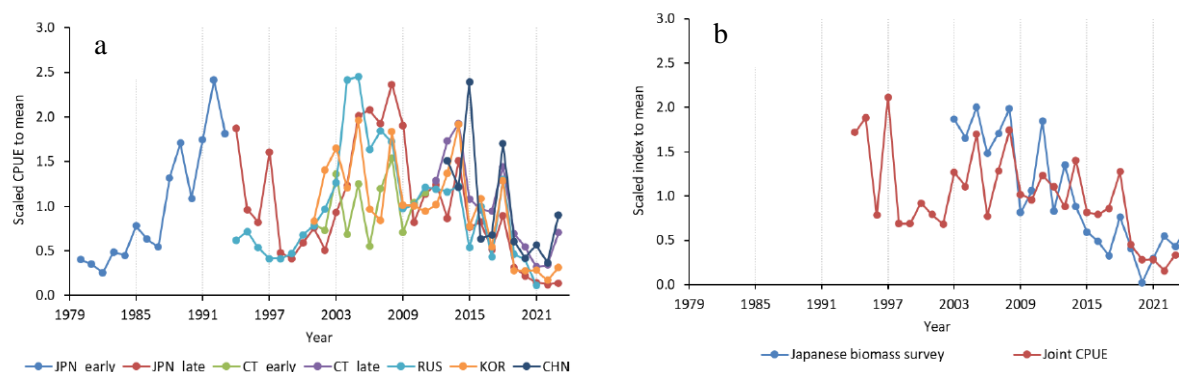 a
Scaled CPUE to mean
3.0
2.5
2.0
1.5
1.0
0.5
0.0
1979 1985 1991 1997 2003 2009 2015 2021
Year
JPN_early JPN_late CT_early CT_late RUS KOR CHN
b
Scaled index to mean
3.0
2.5
2.0
1.5
1.0
0.5
0.0
1979 1985 1991 1997 2003 2009 2015 2021
Year
Japanese biomass survey Joint CPUE